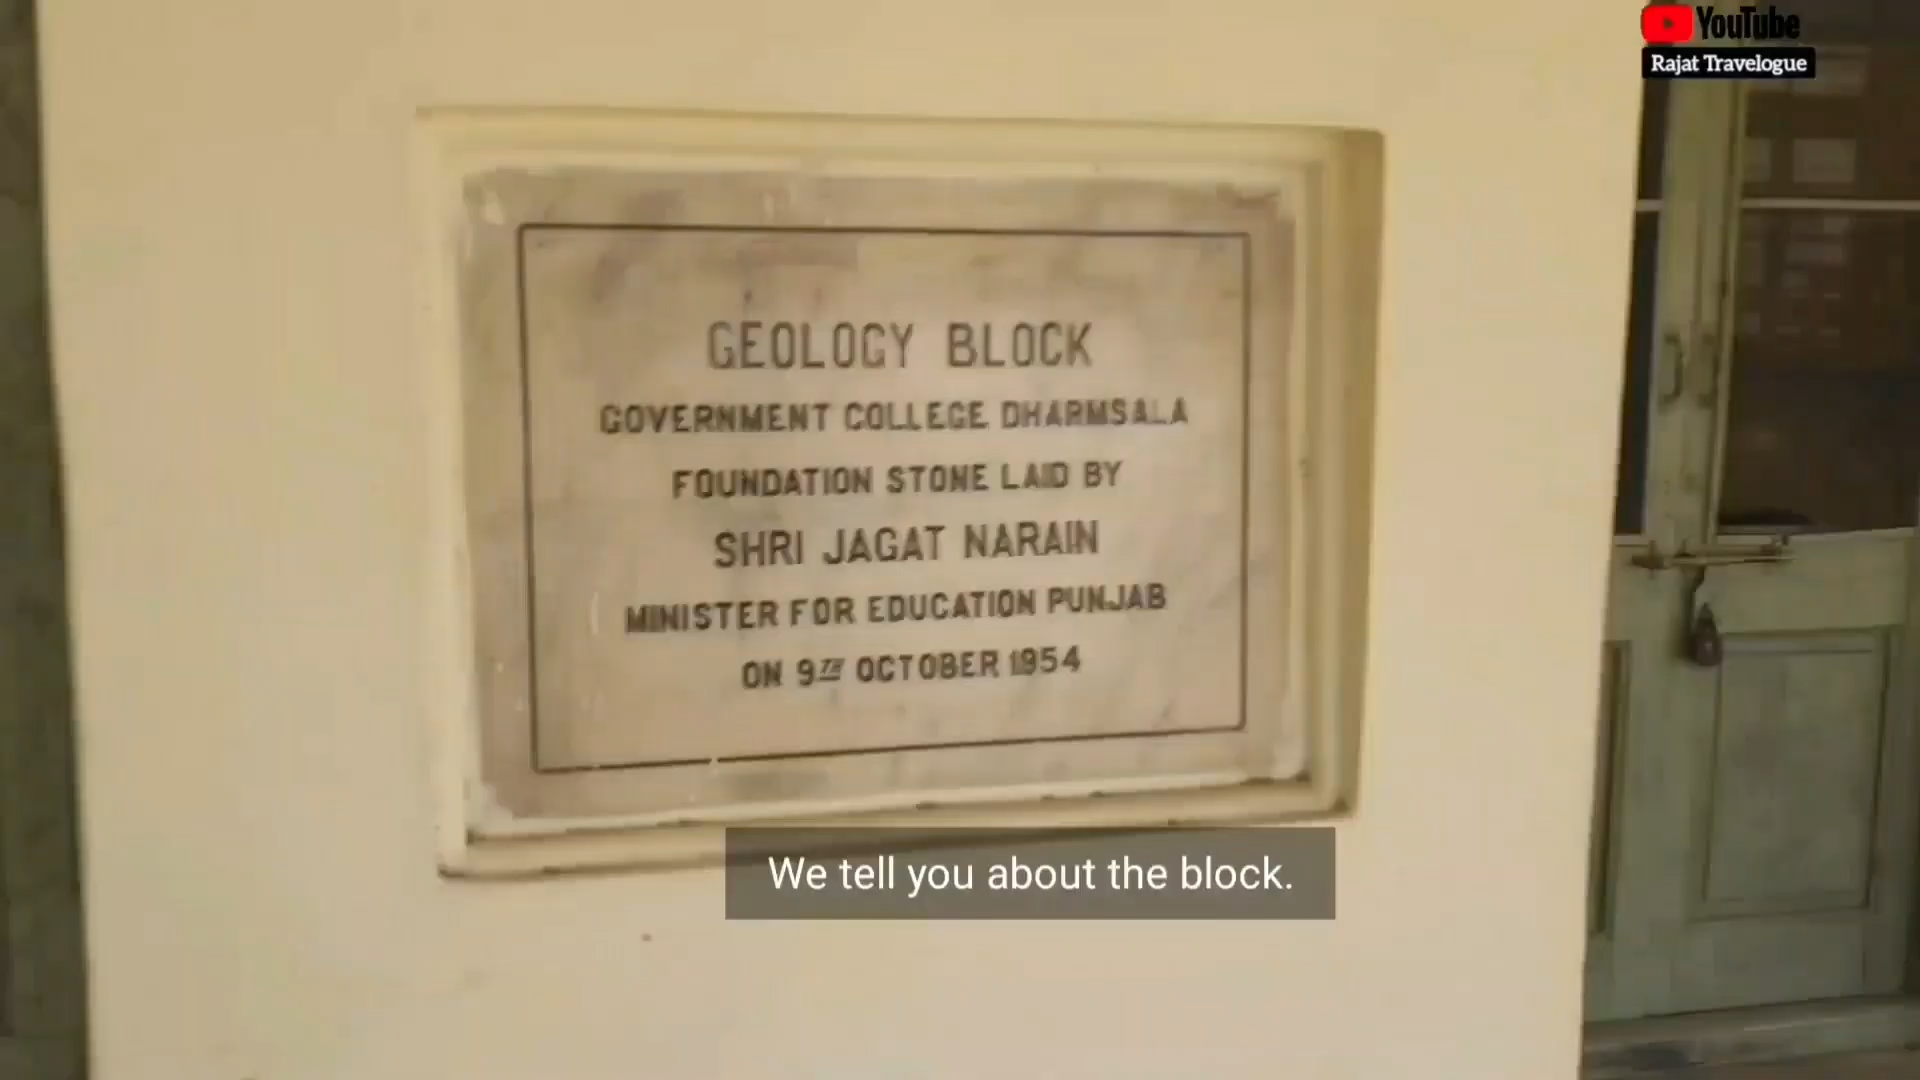 YouTube
Rajat Travelogue
GEOLOGY BLOCK
GOVERNMENT COLLEGE DHARMSALA
FOUNDATION STONE LAID BY
SHRI JAGAT NARAIN
MINISTER FOR EDUCATION PUNJAB
ON 9TH OCTOBER 1954
We tell you about the block.